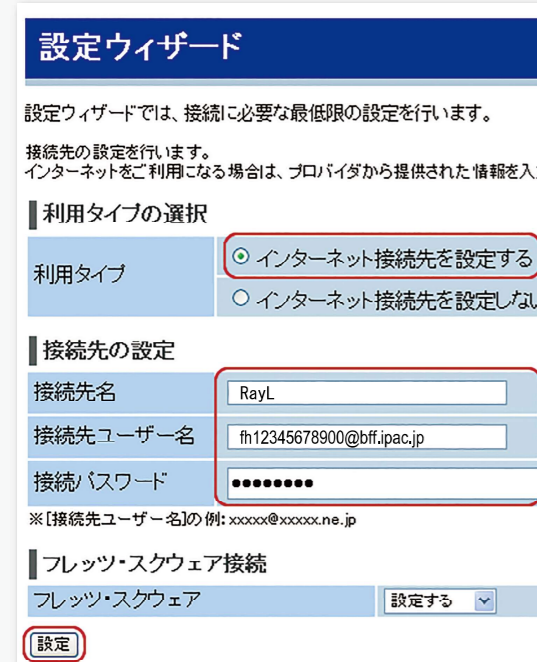 設定ウィザード
設定ウィザードでは、接続に必要な最低限の設定を行います。
接続先の設定を行います。
インターネットをご利用になる場合は、プロバイダから提供された情報を入
利用タイプの選択
利用タイプ
インターネット接続先を設定する
インターネット接続先を設定しない
接続先の設定
接続先名 RayL
接続先ユーザー名 fh12345678900@bff.ipac.jp
接続パスワード ●●●●●●●●
※[接続先ユーザー名]の例: xxxxx@xxxxx.ne.jp
フレッツ・スクウェア接続
フレッツ・スクウェア 設定する
設定